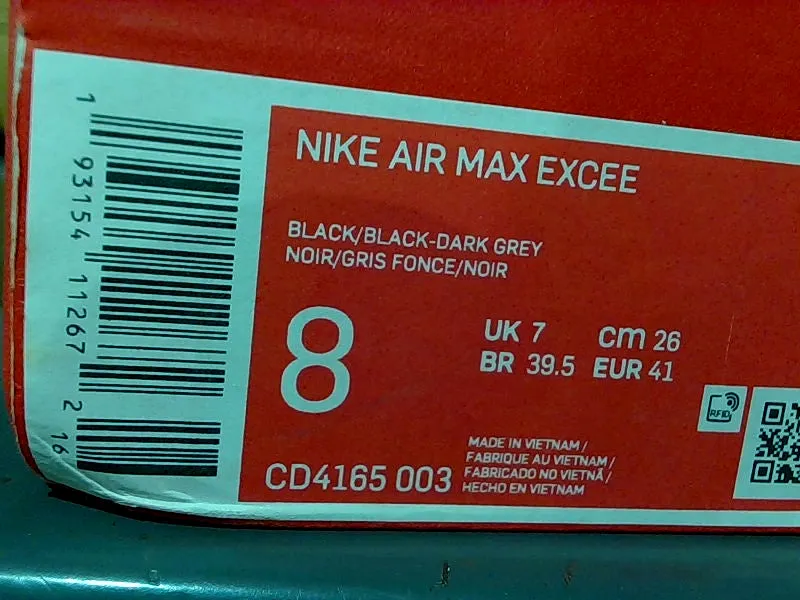 1 93154 11267 2 16
NIKE AIR MAX EXCEE
BLACK/BLACK-DARK GREY
NOIR/GRIS FONCE/NOIR
8
UK 7 cm 26
BR 39.5 EUR 41
RFID
CD4165 003
MADE IN VIETNAM /
FABRIQUE AU VIETNAM /
FABRICADO NO VIETNÃ /
HECHO EN VIETNAM